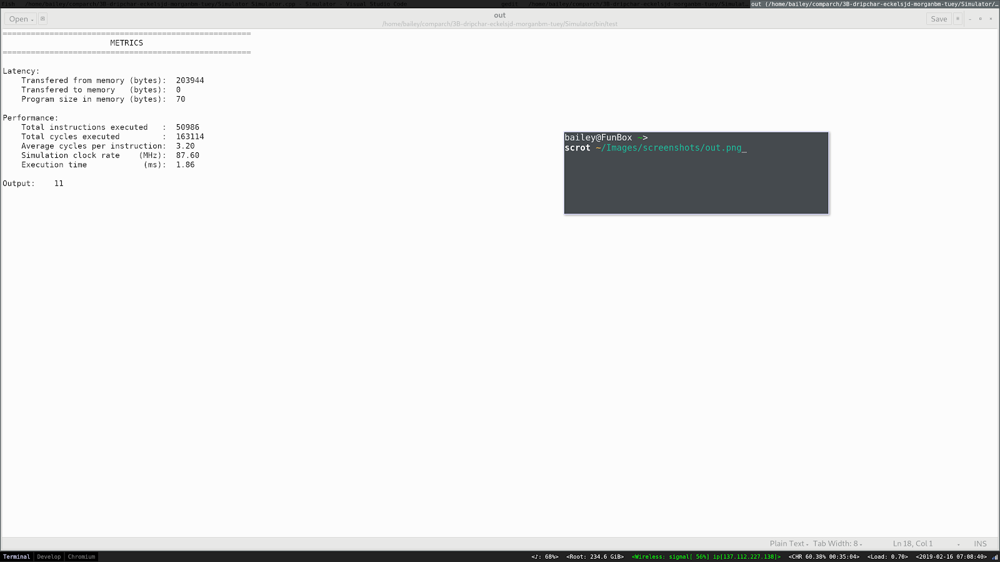 fish /home/bailey/comparch/3B-dripchar-eckelsjd-morganbm-tuey/Simulator Simulator.cpp - Simulator - Visual Studio Code gedit /home/bailey/comparch/3B-dripchar-eckelsjd-morganbm-tuey/Simulat... out (/home/bailey/comparch/3B-dripchar-eckelsjd-morganbm-tuey/Simulator/...
Open out Save
/home/bailey/comparch/3B-dripchar-eckelsjd-morganbm-tuey/Simulator/bin/test
=====================================================
METRICS
=====================================================
Latency:
Transfered from memory (bytes): 203944
Transfered to memory (bytes): 0
Program size in memory (bytes): 70
Performance:
Total instructions executed : 50986
Total cycles executed : 163114
Average cycles per instruction: 3.20
Simulation clock rate (MHz): 87.60
Execution time (ms): 1.86
Output: 11
bailey@FunBox ~>
scrot ~/Images/screenshots/out.png_
Plain Text Tab Width: 8 Ln 18, Col 1 INS
Terminal Develop Chromium <♪: 68%> <Root: 234.6 GiB> <Wireless: signal[ 56%] ip[137.112.227.138]> <CHR 60.38% 00:35:04> <Load: 0.70> <2019-02-16 07:08:40>